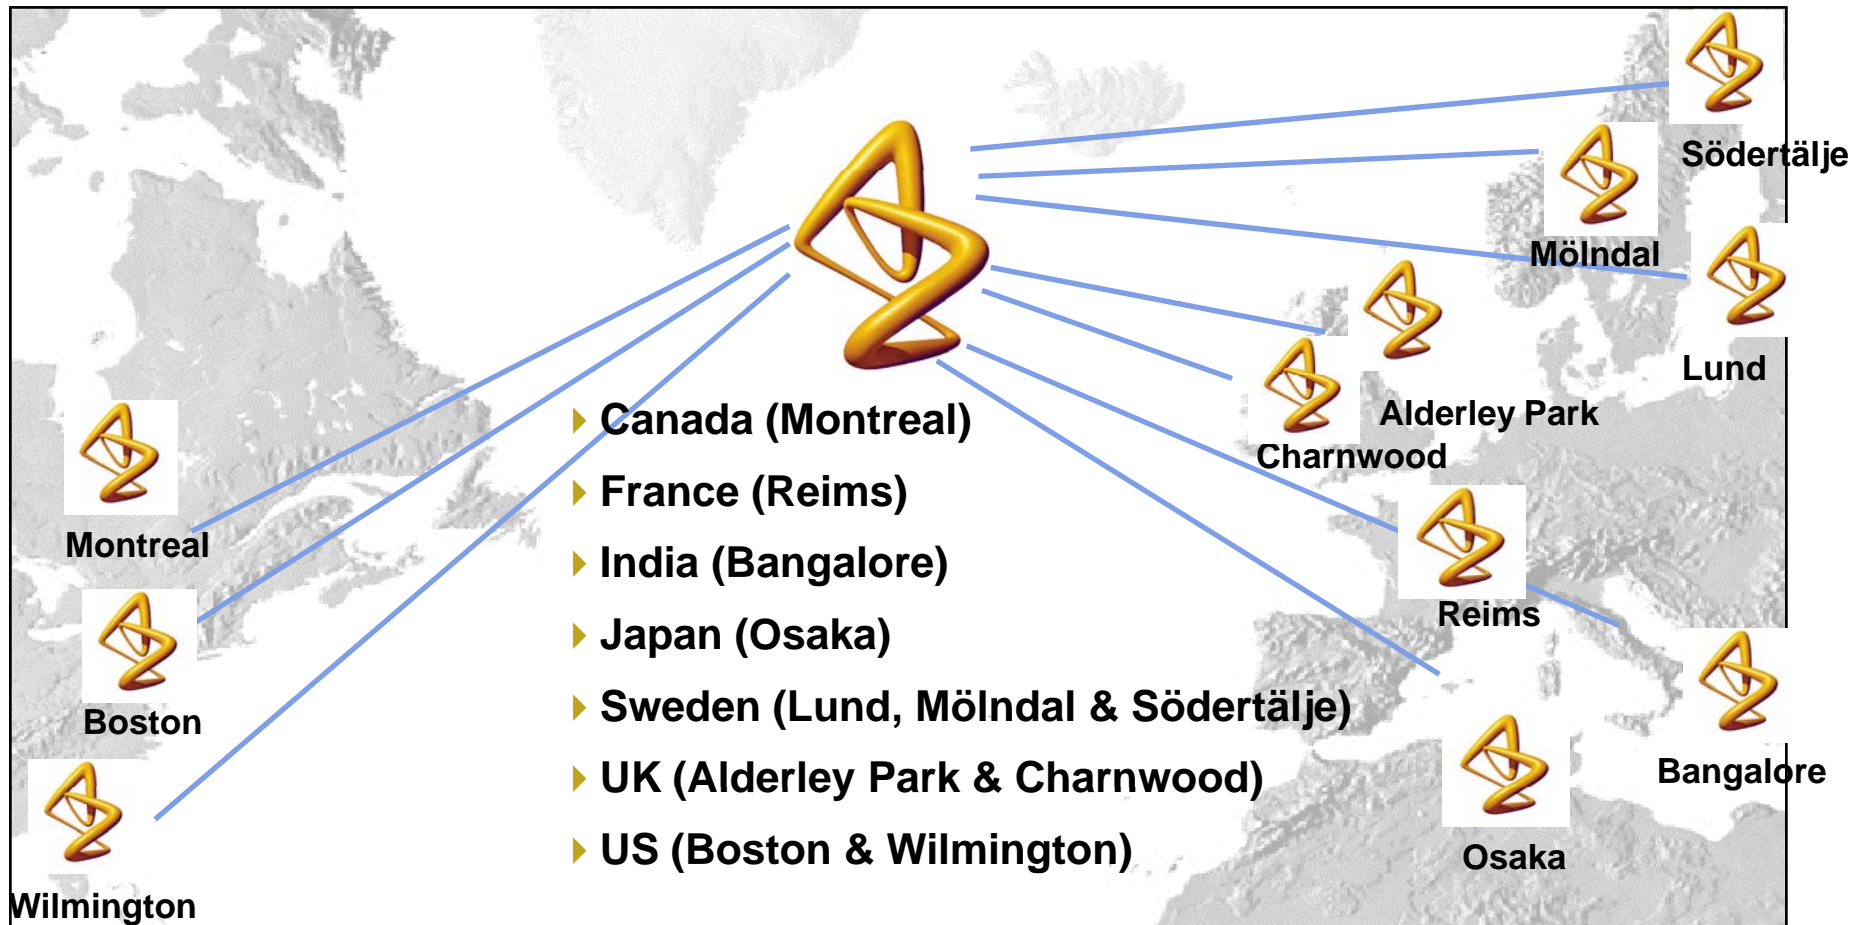 Södertälje
Mölndal
Lund
Alderley Park
Charnwood
Canada (Montreal)
France (Reims)
India (Bangalore)
Japan (Osaka)
Sweden (Lund, Mölndal & Södertälje)
UK (Alderley Park & Charnwood)
US (Boston & Wilmington)
Montreal
Boston
Wilmington
Reims
Bangalore
Osaka